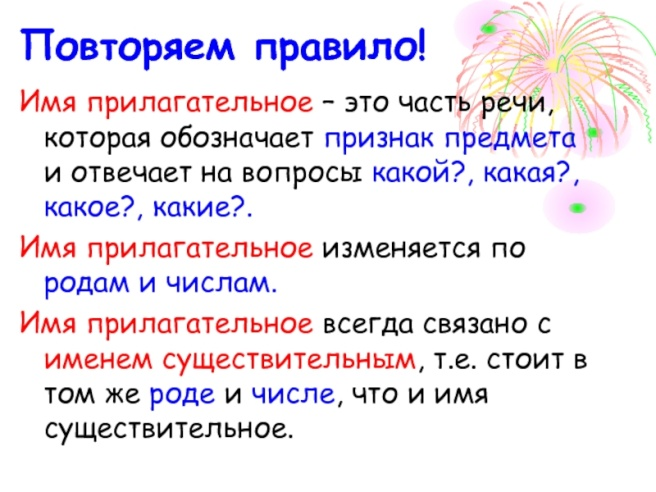 Повторяем правило!
Имя прилагательное – это часть речи,
которая обозначает признак предмета
и отвечает на вопросы какой?, какая?,
какое?, какие?.
Имя прилагательное изменяется по
родам и числам.
Имя прилагательное всегда связано с
именем существительным, т.е. стоит в
том же роде и числе, что и имя
существительное.